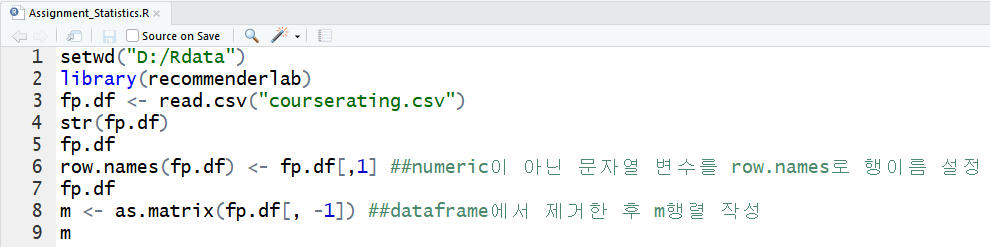 Assignment_Statistics.R
Source on Save
1 setwd("D:/Rdata")
2 library(recommenderlab)
3 fp.df <- read.csv("courserating.csv")
4 str(fp.df)
5 fp.df
6 row.names(fp.df) <- fp.df[,1] ##numeric이 아닌 문자열 변수를 row.names로 행이름 설정
7 fp.df
8 m <- as.matrix(fp.df[, -1]) ##dataframe에서 제거한 후 m행렬 작성
9 m